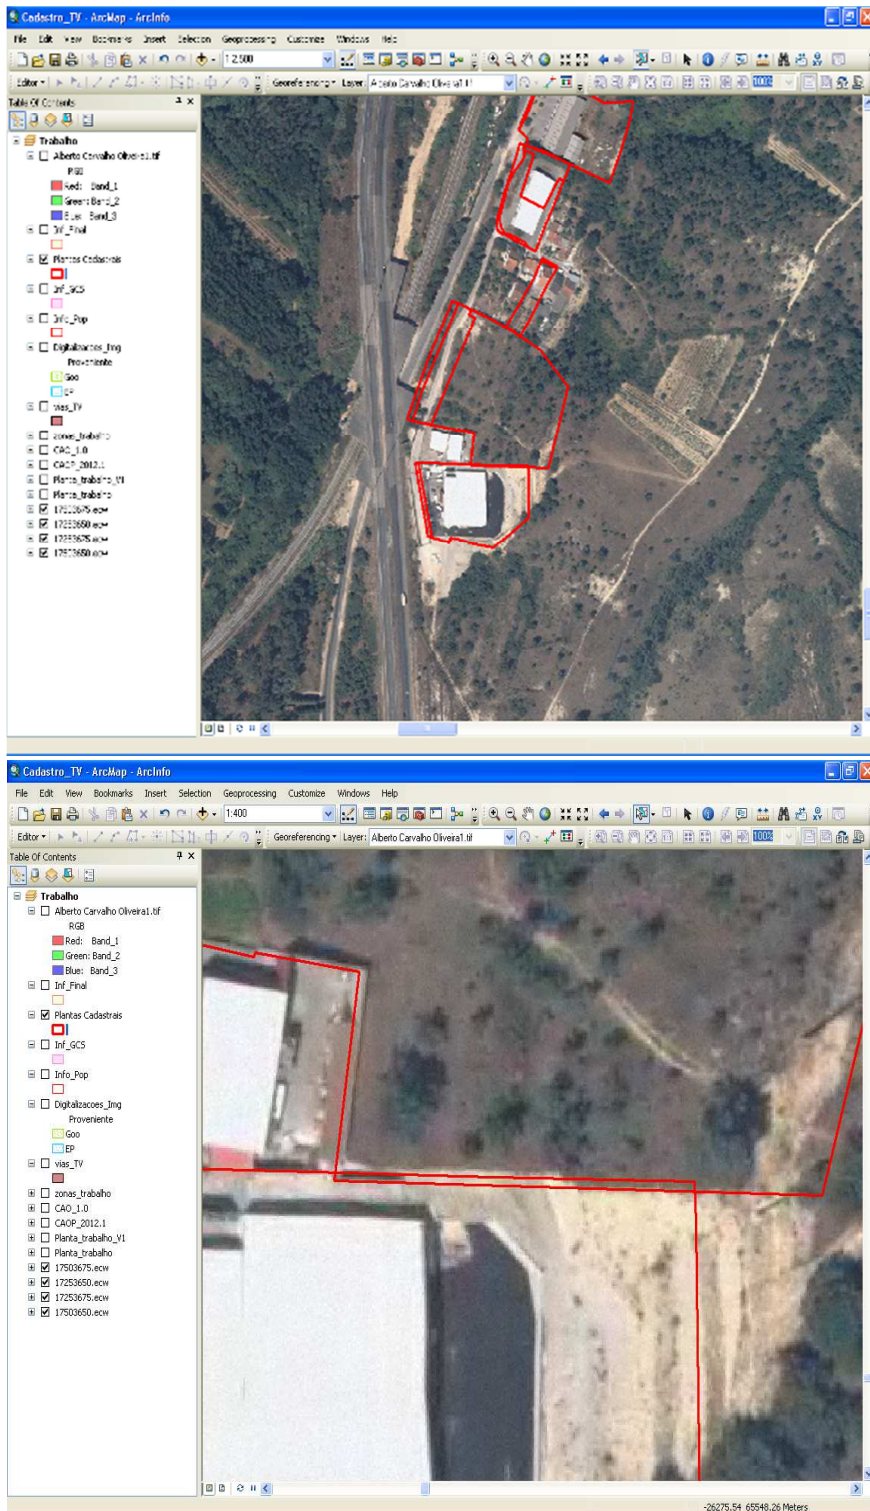 Cadastro_TV - ArcMap - ArcInfo
File Edit View Bookmarks Insert Selection Geoprocessing Customize Windows Help
1:2,500
Editor Georeferencing Layer: Alberto Carvalho Oliveira1.tif 100%
Table Of Contents
Trabalho
Alberto Carvalho Oliveira1.tif
RGB
Red: Band_1
Green: Band_2
Blue: Band_3
Inf_Final
Plantas Cadastrais
Inf_GCS
Info_Pop
Digitalizacoes_Img
Proveniente
Goo
EP
vias_TV
zonas_trabalho
CAO_1.0
CAOP_2012.1
Planta_trabalho_V1
Planta_trabalho
17503675.ecw
17253650.ecw
17253675.ecw
17503650.ecw
Cadastro_TV - ArcMap - ArcInfo
File Edit View Bookmarks Insert Selection Geoprocessing Customize Windows Help
1:400
Editor Georeferencing Layer: Alberto Carvalho Oliveira1.tif 100%
Table Of Contents
Trabalho
Alberto Carvalho Oliveira1.tif
RGB
Red: Band_1
Green: Band_2
Blue: Band_3
Inf_Final
Plantas Cadastrais
Inf_GCS
Info_Pop
Digitalizacoes_Img
Proveniente
Goo
EP
vias_TV
zonas_trabalho
CAO_1.0
CAOP_2012.1
Planta_trabalho_V1
Planta_trabalho
17503675.ecw
17253650.ecw
17253675.ecw
17503650.ecw
-26275.54 65548.26 Meters